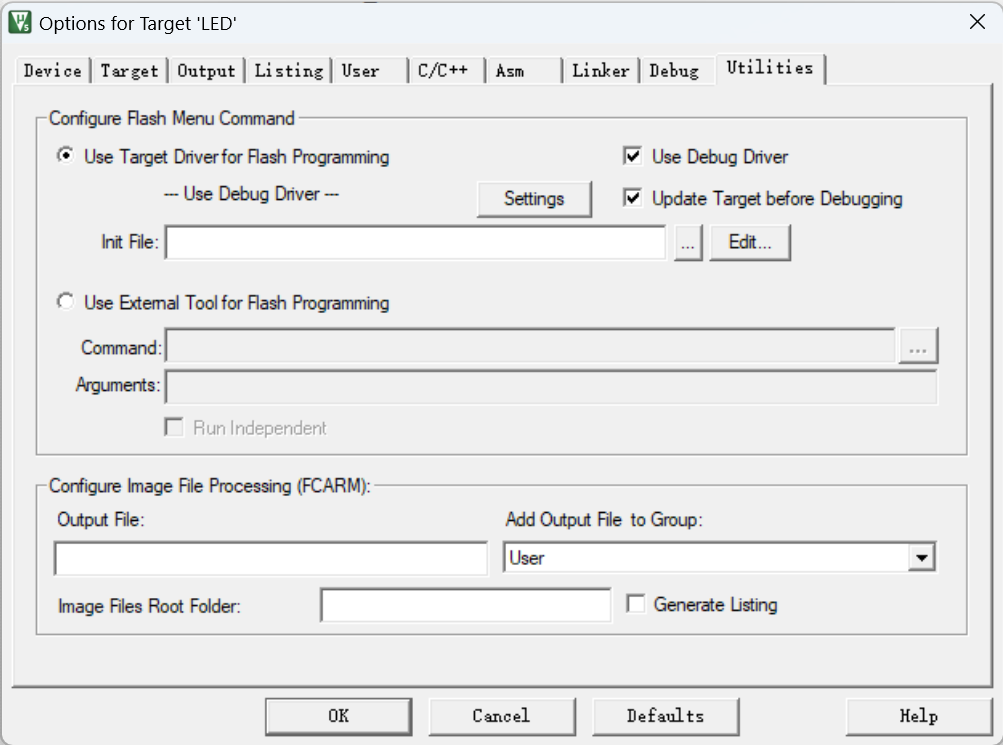 Options for Target 'LED'
Device Target Output Listing User C/C++ Asm Linker Debug Utilities
Configure Flash Menu Command
Use Target Driver for Flash Programming Use Debug Driver
--- Use Debug Driver --- Settings Update Target before Debugging
Init File: ... Edit...
Use External Tool for Flash Programming
Command: ...
Arguments:
Run Independent
Configure Image File Processing (FCARM):
Output File: Add Output File to Group:
User
Image Files Root Folder: Generate Listing
OK Cancel Defaults Help